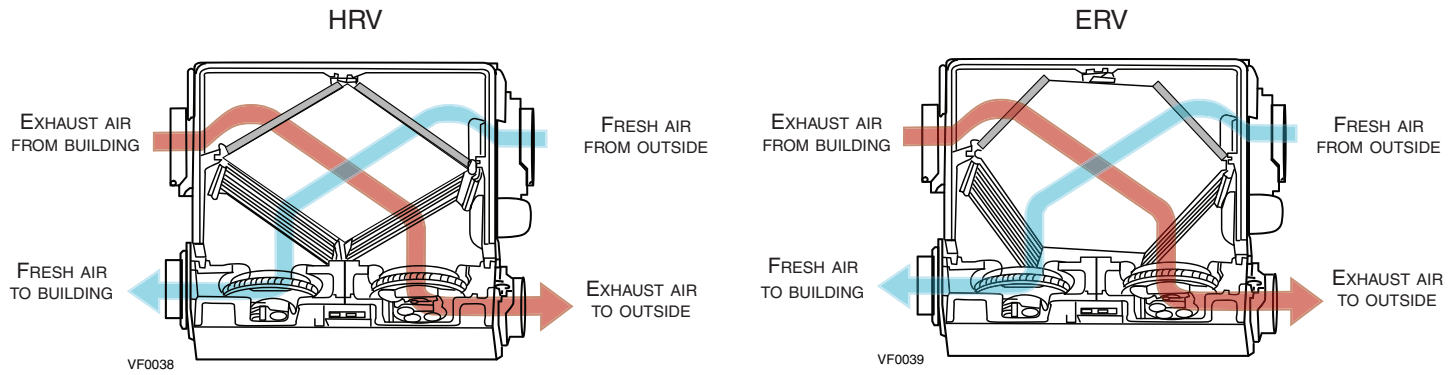 HRV
EXHAUST AIR
FROM BUILDING
FRESH AIR
FROM OUTSIDE
FRESH AIR
TO BUILDING
EXHAUST AIR
TO OUTSIDE
VF0038
ERV
EXHAUST AIR
FROM BUILDING
FRESH AIR
FROM OUTSIDE
FRESH AIR
TO BUILDING
EXHAUST AIR
TO OUTSIDE
VF0039